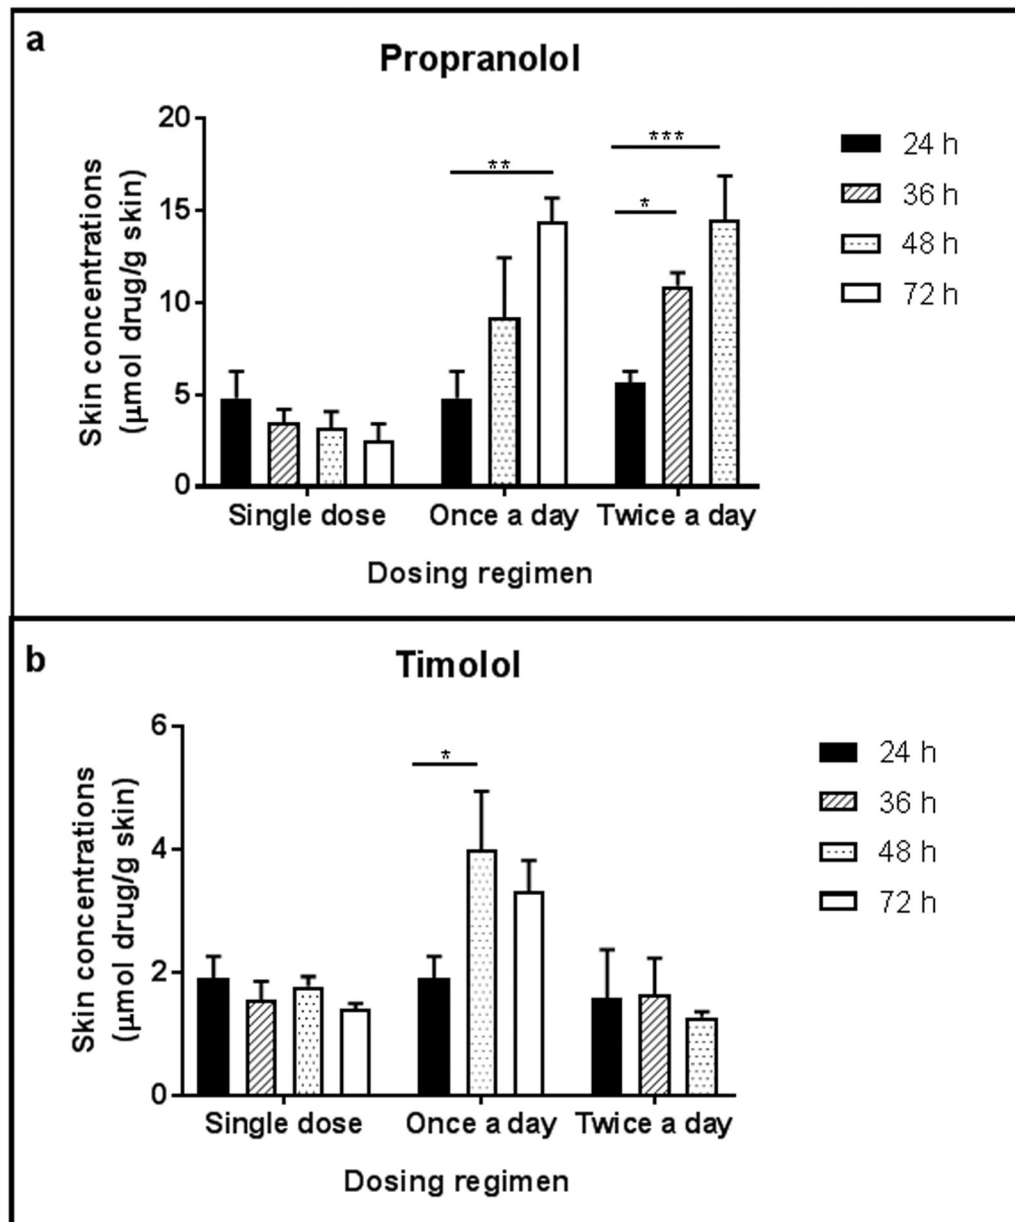 a
Propranolol
Skin concentrations
(µmol drug/g skin)
20
15
10
5
0
**
*
***
24 h
36 h
48 h
72 h
Single dose
Once a day
Twice a day
Dosing regimen
b
Timolol
Skin concentrations
(µmol drug/g skin)
6
4
2
0
*
24 h
36 h
48 h
72 h
Single dose
Once a day
Twice a day
Dosing regimen